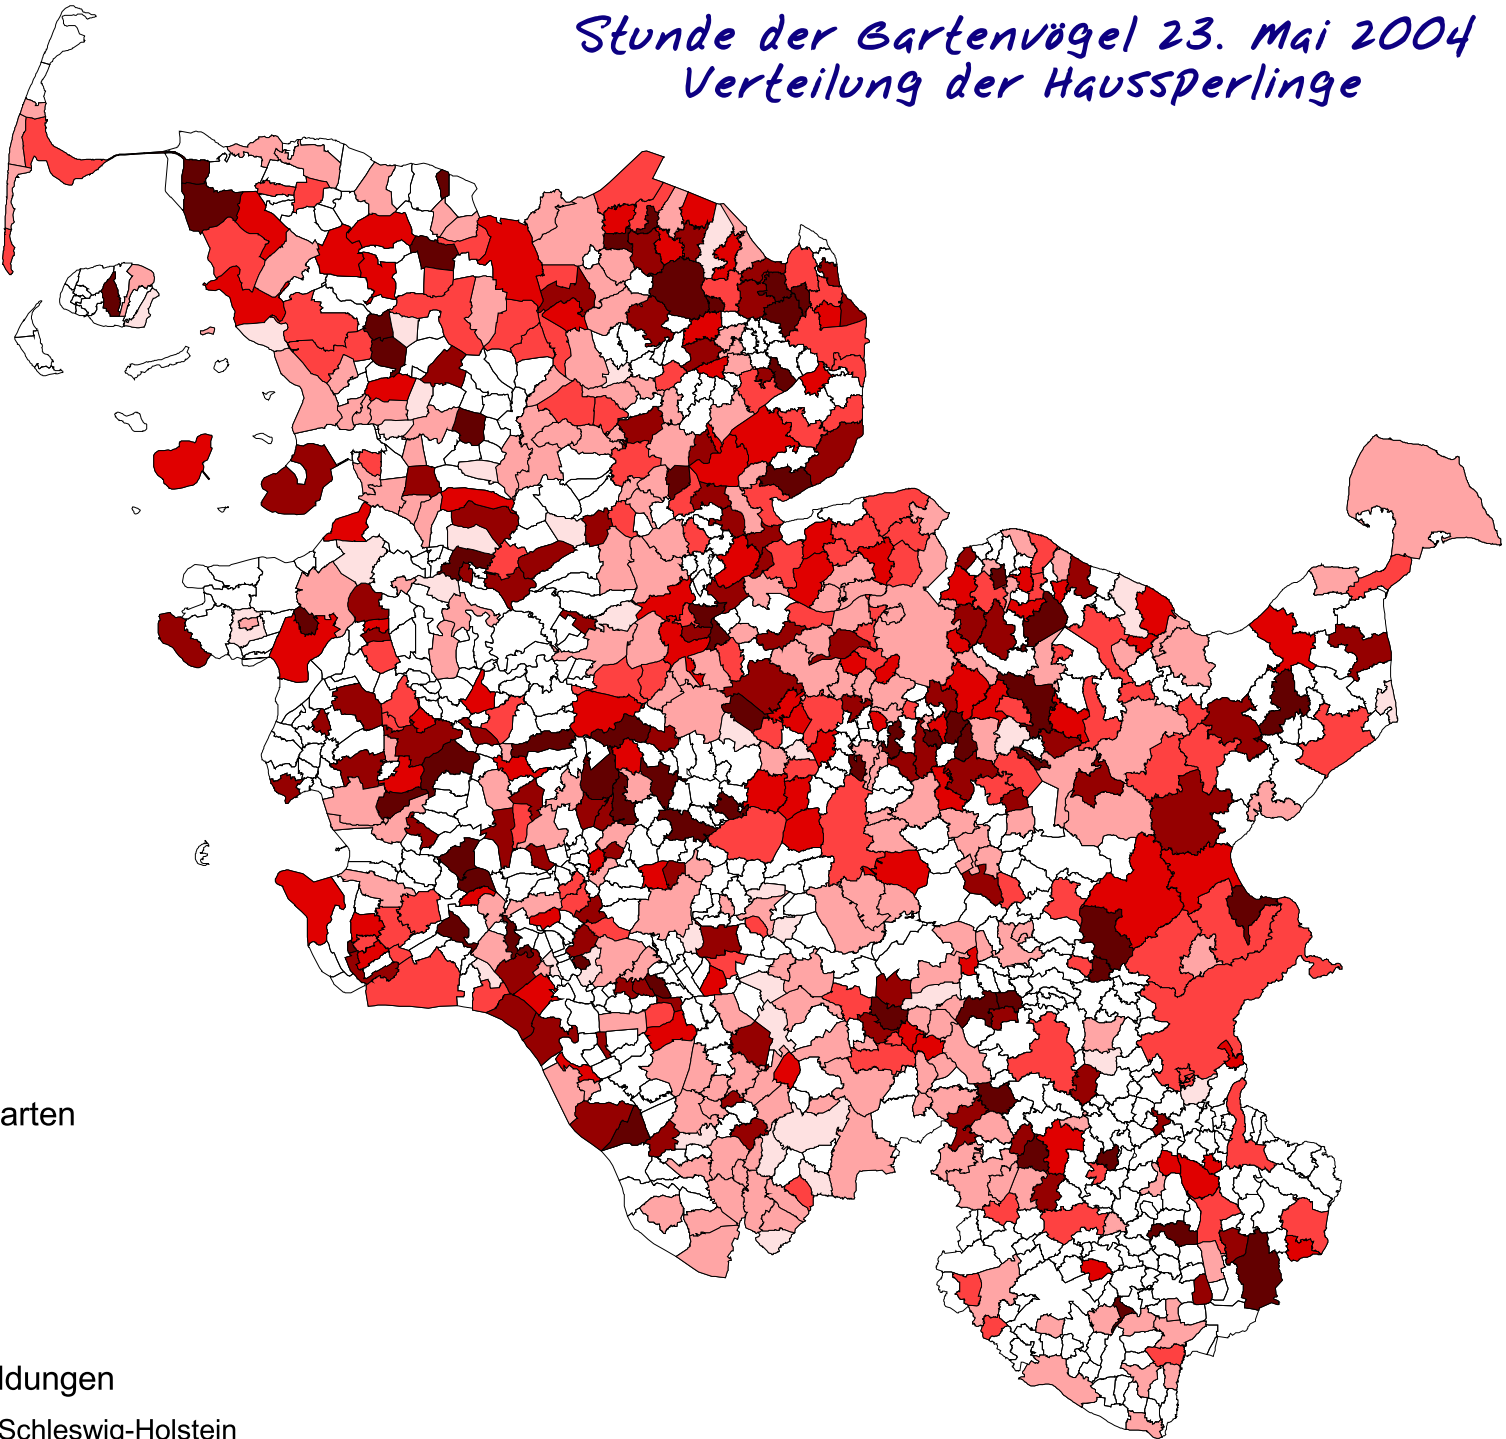 Stunde der Gartenvögel 23. Mai 2004
Verteilung der Haussperlinge
arten
ldungen
Schleswig-Holstein